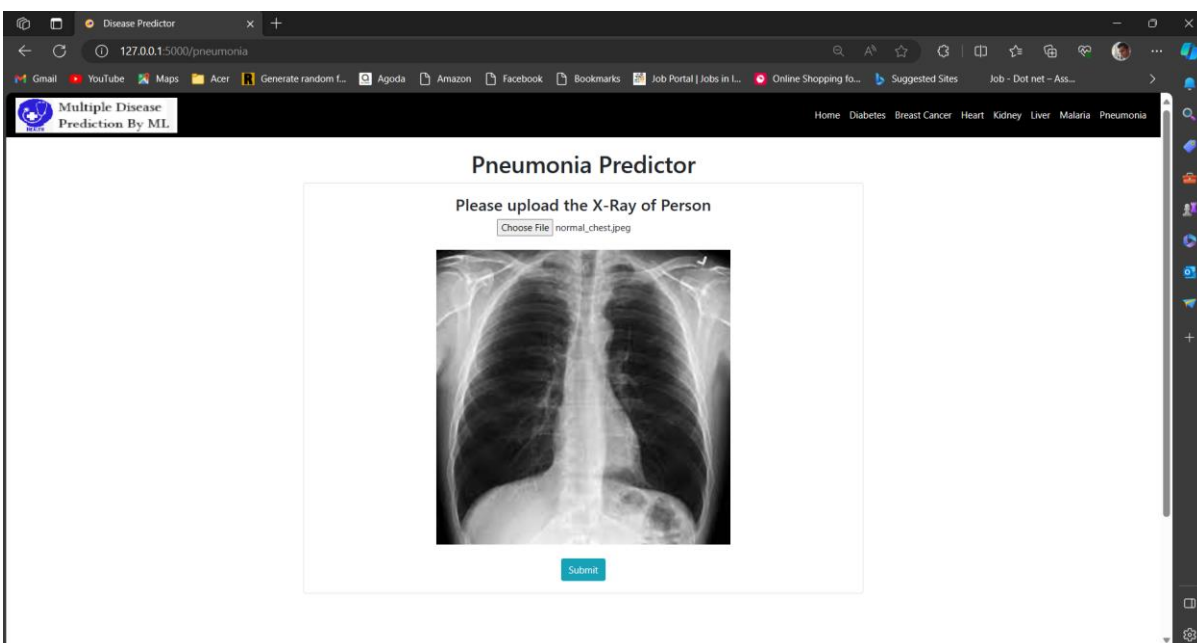 Disease Predictor
127.0.0.1:5000/pneumonia
Gmail YouTube Maps Acer Generate random f... Agoda Amazon Facebook Bookmarks Job Portal | Jobs in I... Online Shopping fo... Suggested Sites Job - Dot net – Ass...
Multiple Disease
Prediction By ML
HEALTH
Home Diabetes Breast Cancer Heart Kidney Liver Malaria Pneumonia
Pneumonia Predictor
Please upload the X-Ray of Person
Choose File normal_chest.jpeg
Submit